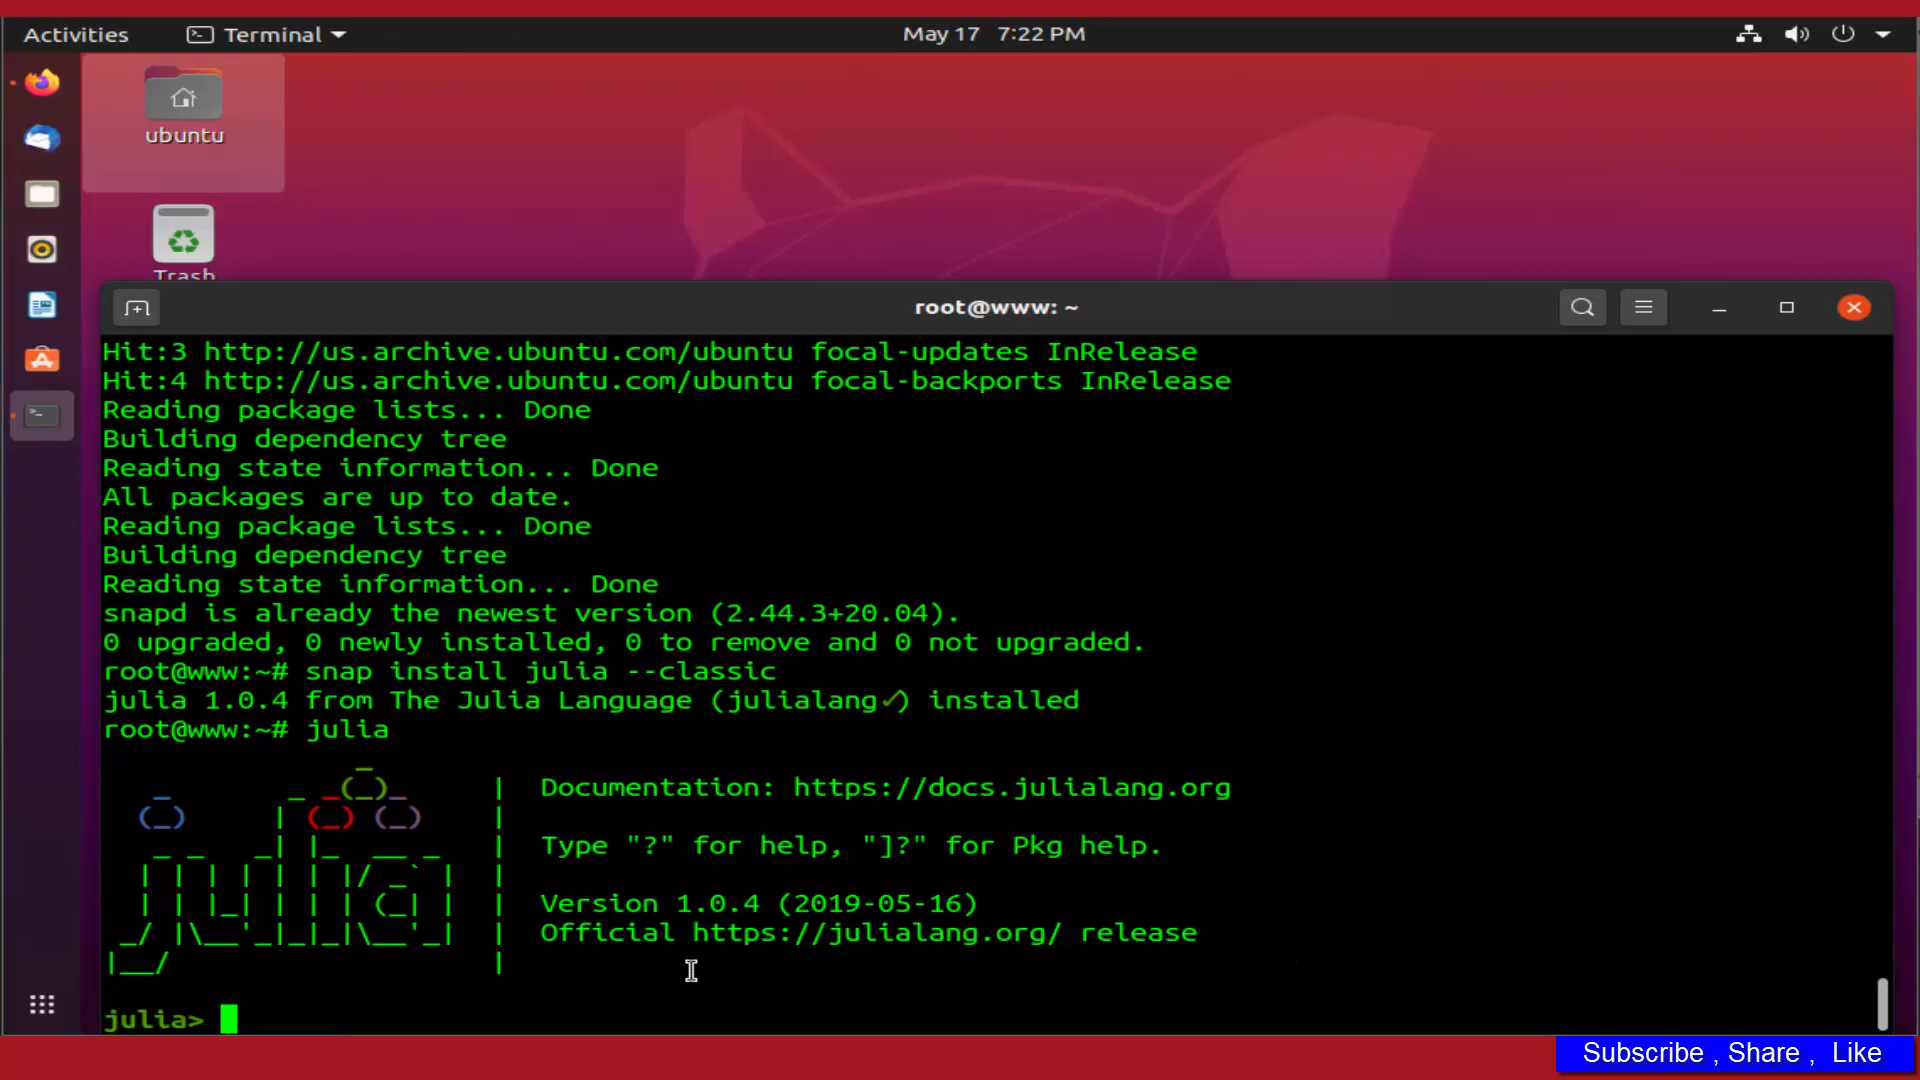 Activities
Terminal
May 17 7:22 PM
ubuntu
Trash
root@www: ~
Hit:3 http://us.archive.ubuntu.com/ubuntu focal-updates InRelease
Hit:4 http://us.archive.ubuntu.com/ubuntu focal-backports InRelease
Reading package lists... Done
Building dependency tree
Reading state information... Done
All packages are up to date.
Reading package lists... Done
Building dependency tree
Reading state information... Done
snapd is already the newest version (2.44.3+20.04).
0 upgraded, 0 newly installed, 0 to remove and 0 not upgraded.
root@www:~# snap install julia --classic
julia 1.0.4 from The Julia Language (julialang✓) installed
root@www:~# julia
Documentation: https://docs.julialang.org
Type "?" for help, "]?" for Pkg help.
Version 1.0.4 (2019-05-16)
Official https://julialang.org/ release
julia>
Subscribe , Share , Like